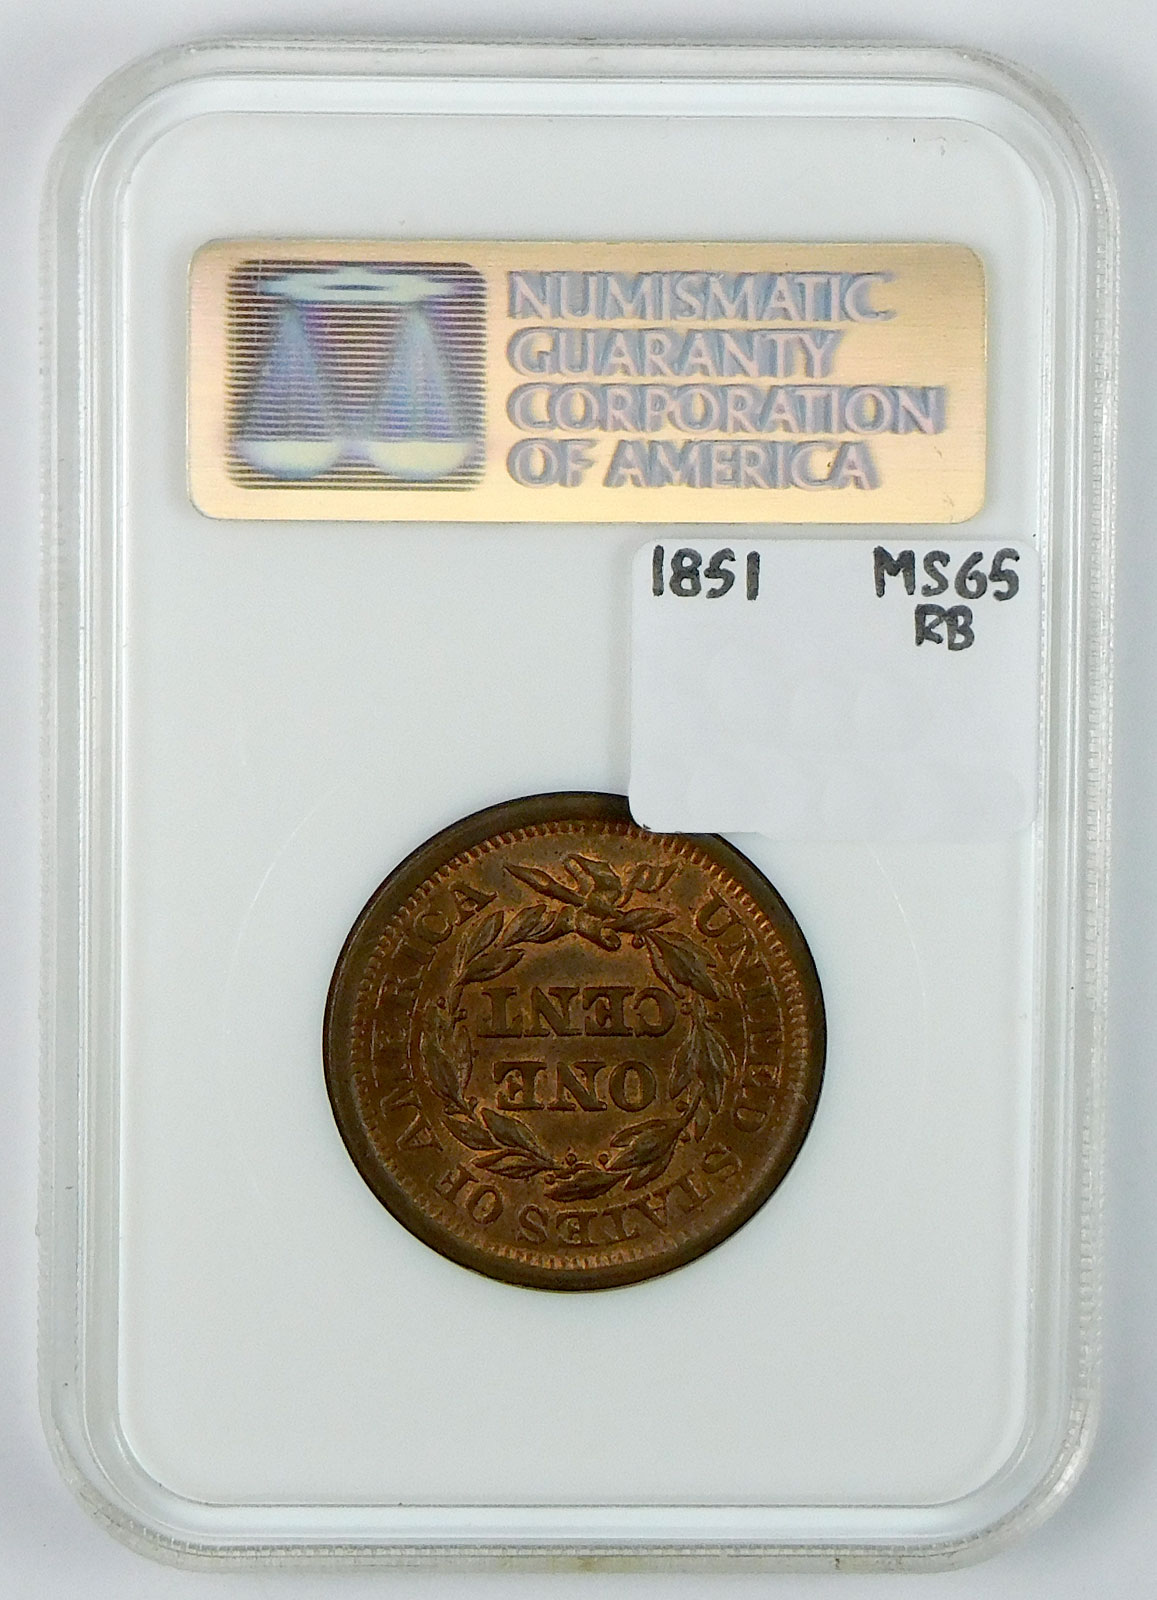 NUMISMATIC
GUARANTY
CORPORATION
OF AMERICA
1851 MS65
RB
UNITED STATES OF AMERICA
ONE
CENT